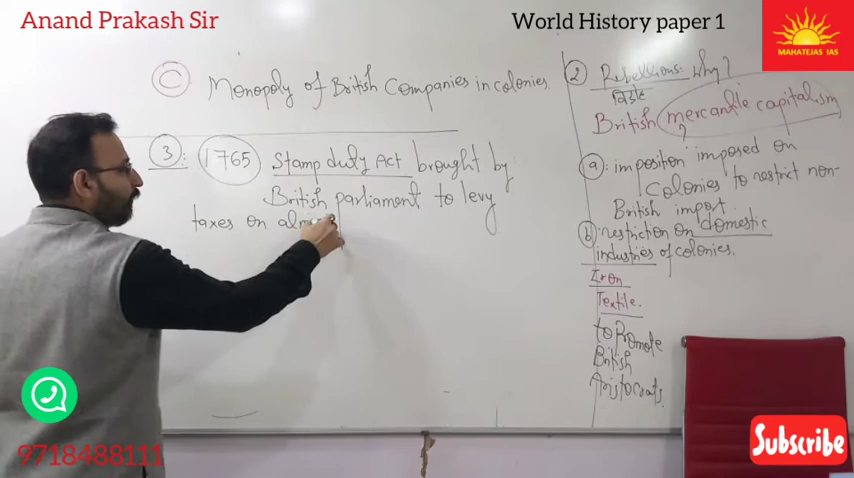 Anand Prakash Sir
World History paper 1
MAHATEJAS IAS
C Monopoly of British Companies in colonies.
3: 1765 Stamp duty Act brought by
British parliament to levy
taxes on almo
2 Rebellions: Why?
विद्रोह
British mercantile capitalism
a: imposition imposed on
Colonies to restrict non-
British import
b: restriction on domestic
industries of colonies.
Iron
Textile.
to Promote
British
Aristocrats.
9718488111
Subscribe